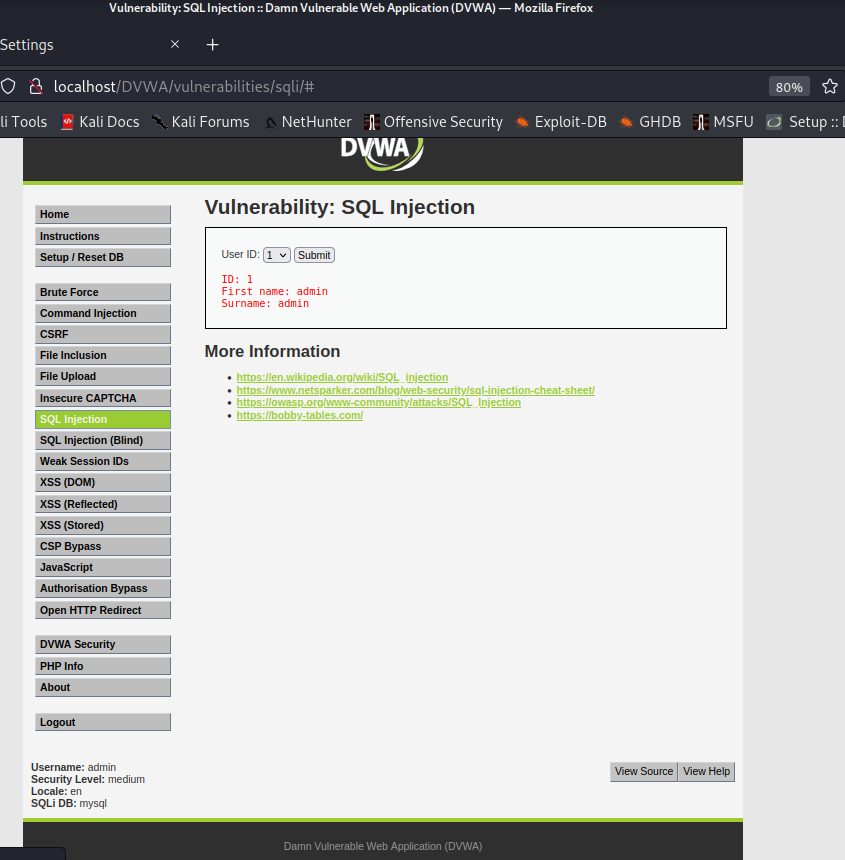 Vulnerability: SQL Injection :: Damn Vulnerable Web Application (DVWA) — Mozilla Firefox
Settings
localhost/DVWA/vulnerabilities/sqli/#
80%
li Tools Kali Docs Kali Forums NetHunter Offensive Security Exploit-DB GHDB MSFU Setup ::
DVWA
Home
Instructions
Setup / Reset DB
Brute Force
Command Injection
CSRF
File Inclusion
File Upload
Insecure CAPTCHA
SQL Injection
SQL Injection (Blind)
Weak Session IDs
XSS (DOM)
XSS (Reflected)
XSS (Stored)
CSP Bypass
JavaScript
Authorisation Bypass
Open HTTP Redirect
DVWA Security
PHP Info
About
Logout
Vulnerability: SQL Injection
User ID: 1 Submit
ID: 1
First name: admin
Surname: admin
More Information
https://en.wikipedia.org/wiki/SQL_injection
https://www.netsparker.com/blog/web-security/sql-injection-cheat-sheet/
https://owasp.org/www-community/attacks/SQL_Injection
https://bobby-tables.com/
Username: admin
Security Level: medium
Locale: en
SQLi DB: mysql
View Source View Help
Damn Vulnerable Web Application (DVWA)